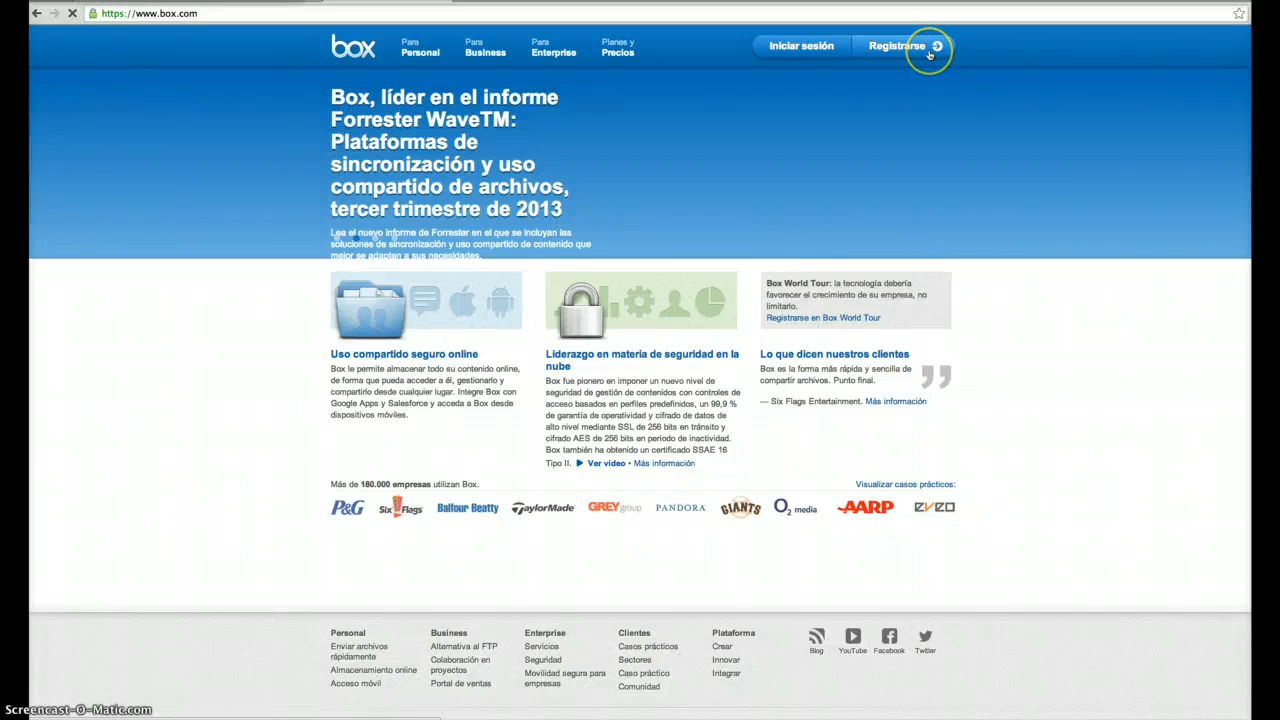 https://www.box.com
box
Para Personal
Para Business
Para Enterprise
Planes y Precios
Iniciar sesión
Registrarse
Box, líder en el informe
Forrester WaveTM:
Plataformas de
sincronización y uso
compartido de archivos,
tercer trimestre de 2013
Lea el nuevo informe de Forrester en el que se incluyan las
soluciones de sincronización y uso compartido de contenido que
mejor se adapten a sus necesidades.
Uso compartido seguro online
Box le permite almacenar todo su contenido online,
de forma que pueda acceder a él, gestionarlo y
compartirlo desde cualquier lugar. Integre Box con
Google Apps y Salesforce y acceda a Box desde
dispositivos móviles.
Liderazgo en materia de seguridad en la
nube
Box fue pionero en imponer un nuevo nivel de
seguridad de gestión de contenidos con controles de
acceso basados en perfiles predefinidos, un 99,9 %
de garantía de operatividad y cifrado de datos de
alto nivel mediante SSL de 256 bits en tránsito y
cifrado AES de 256 bits en período de inactividad.
Box también ha obtenido un certificado SSAE 16
Tipo II. Ver vídeo • Más información
Box World Tour: la tecnología debería
favorecer el crecimiento de su empresa, no
limitarlo.
Registrarse en Box World Tour
Lo que dicen nuestros clientes
Box es la forma más rápida y sencilla de
compartir archivos. Punto final.
— Six Flags Entertainment. Más información
Más de 180.000 empresas utilizan Box.
Visualizar casos prácticos:
P&G Six Flags Balfour Beatty TaylorMade GREYgroup PANDORA GIANTS O2 media AARP EVEO
Personal
Enviar archivos
rápidamente
Almacenamiento online
Acceso móvil
Business
Alternativa al FTP
Colaboración en
proyectos
Portal de ventas
Enterprise
Servicios
Seguridad
Movilidad segura para
empresas
Clientes
Casos prácticos
Sectores
Caso práctico
Comunidad
Plataforma
Crear
Innovar
Integrar
Blog
YouTube
Facebook
Twitter
Screencast-O-Matic.com